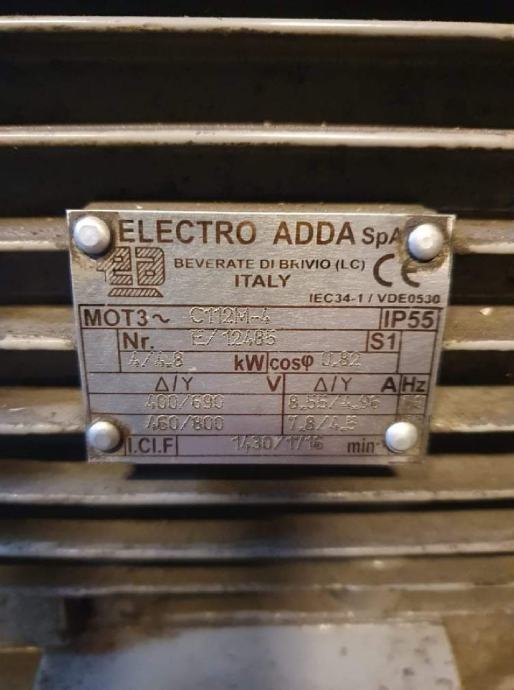 ELECTRO ADDA SpA
BEVERATE DI BRIVIO (LC)
ITALY
CE
IEC34-1 / VDE0530
MOT3~ C112M-4 IP55
Nr. E/12485 S1
4/4.8 kW cosφ 0.82
Δ/Y V Δ/Y A Hz
400/690 8.55/4.96
460/800 7.8/4.5
I.Cl.F 1430/1716 min